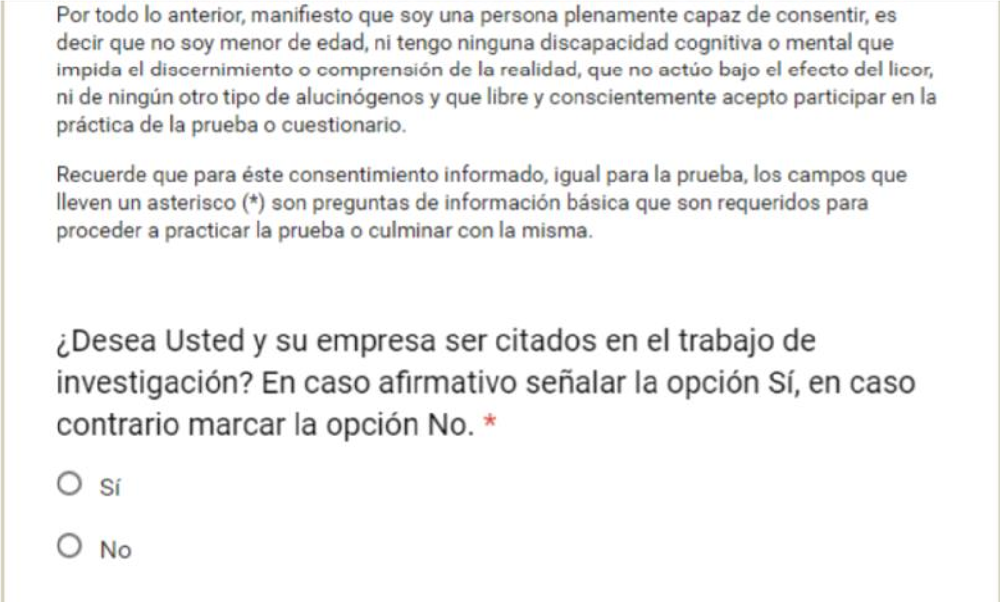 Por todo lo anterior, manifiesto que soy una persona plenamente capaz de consentir, es
decir que no soy menor de edad, ni tengo ninguna discapacidad cognitiva o mental que
impida el discernimiento o comprensión de la realidad, que no actúo bajo el efecto del licor,
ni de ningún otro tipo de alucinógenos y que libre y conscientemente acepto participar en la
práctica de la prueba o cuestionario.
Recuerde que para éste consentimiento informado, igual para la prueba, los campos que
lleven un asterisco (*) son preguntas de información básica que son requeridos para
proceder a practicar la prueba o culminar con la misma.
¿Desea Usted y su empresa ser citados en el trabajo de
investigación? En caso afirmativo señalar la opción Sí, en caso
contrario marcar la opción No. *
Sí
No